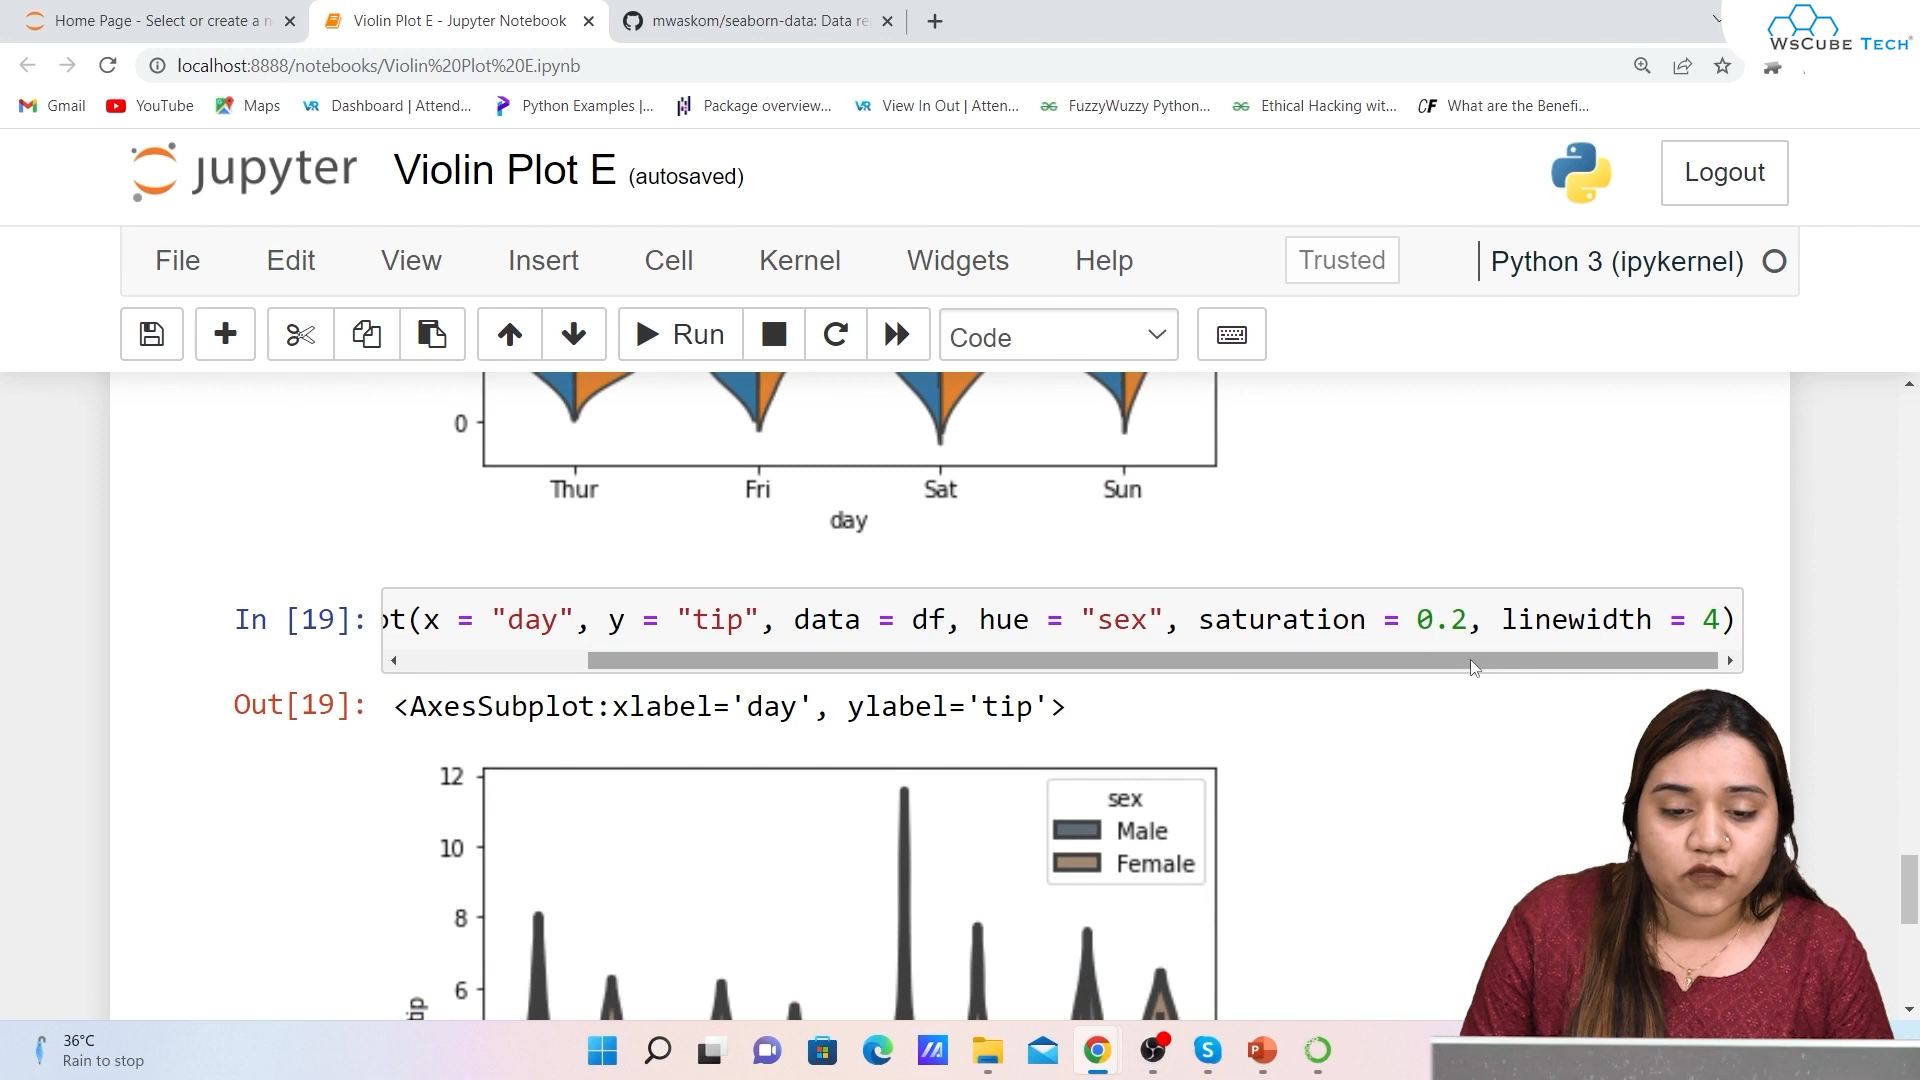 Home Page - Select or create a n
Violin Plot E - Jupyter Notebook
mwaskom/seaborn-data: Data re
WsCube Tech
localhost:8888/notebooks/Violin%20Plot%20E.ipynb
Gmail
YouTube
Maps
Dashboard | Attend...
Python Examples |...
Package overview...
View In Out | Atten...
FuzzyWuzzy Python...
Ethical Hacking wit...
What are the Benefi...
jupyter
Violin Plot E (autosaved)
Logout
File Edit View Insert Cell Kernel Widgets Help
Trusted
Python 3 (ipykernel)
Run
Code
0
Thur Fri Sat Sun
day
In [19]: ot(x = "day", y = "tip", data = df, hue = "sex", saturation = 0.2, linewidth = 4)
Out[19]: <AxesSubplot:xlabel='day', ylabel='tip'>
12
10
8
6
tip
sex
Male
Female
36°C
Rain to stop